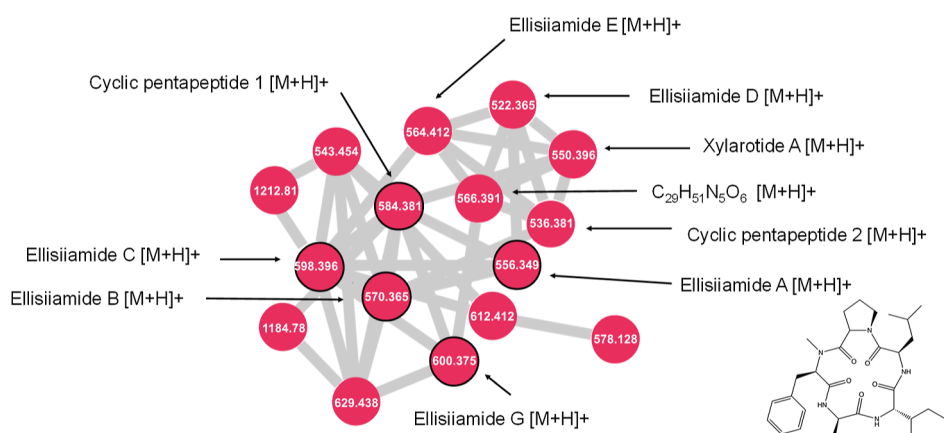 Ellisiiamide E [M+H]+
Cyclic pentapeptide 1 [M+H]+
Ellisiiamide D [M+H]+
522.365
564.412
543.454
Xylarotide A [M+H]+
550.396
1212.81
C₂₉H₅₁N₅O₆ [M+H]+
566.391
584.381
536.381
Cyclic pentapeptide 2 [M+H]+
Ellisiiamide C [M+H]+
598.396
556.349
Ellisiiamide A [M+H]+
Ellisiiamide B [M+H]+
570.365
612.412
1184.78
578.128
600.375
629.438
Ellisiiamide G [M+H]+
N
O
O
N
NH
O
O
HN
O
N
H